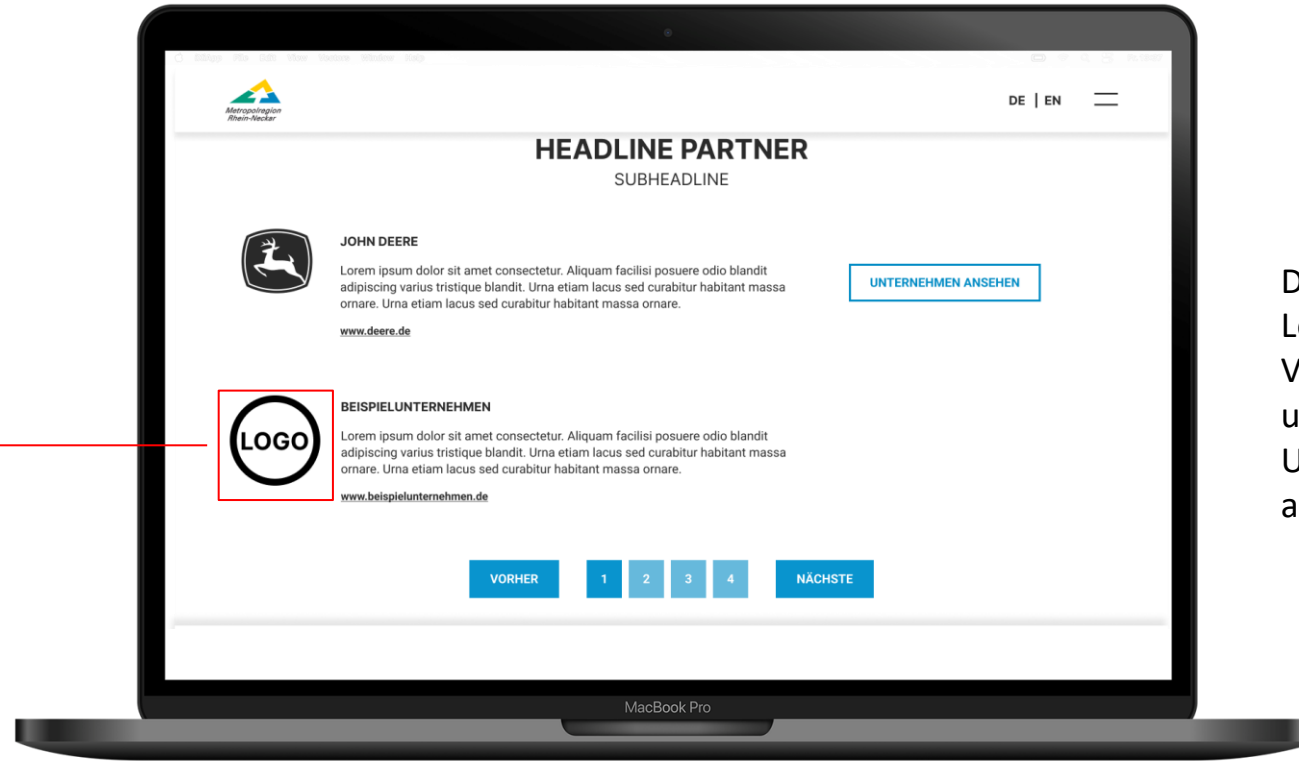 Metropolregion
Rhein-Neckar
DE | EN
HEADLINE PARTNER
SUBHEADLINE
JOHN DEERE
Lorem ipsum dolor sit amet consectetur. Aliquam facilisi posuere odio blandit
adipiscing varius tristique blandit. Urna etiam lacus sed curabitur habitant massa
ornare. Urna etiam lacus sed curabitur habitant massa ornare.
www.deere.de
UNTERNEHMEN ANSEHEN
LOGO
BEISPIELUNTERNEHMEN
Lorem ipsum dolor sit amet consectetur. Aliquam facilisi posuere odio blandit
adipiscing varius tristique blandit. Urna etiam lacus sed curabitur habitant massa
ornare. Urna etiam lacus sed curabitur habitant massa ornare.
www.beispielunternehmen.de
VORHER 1 2 3 4 NÄCHSTE
MacBook Pro